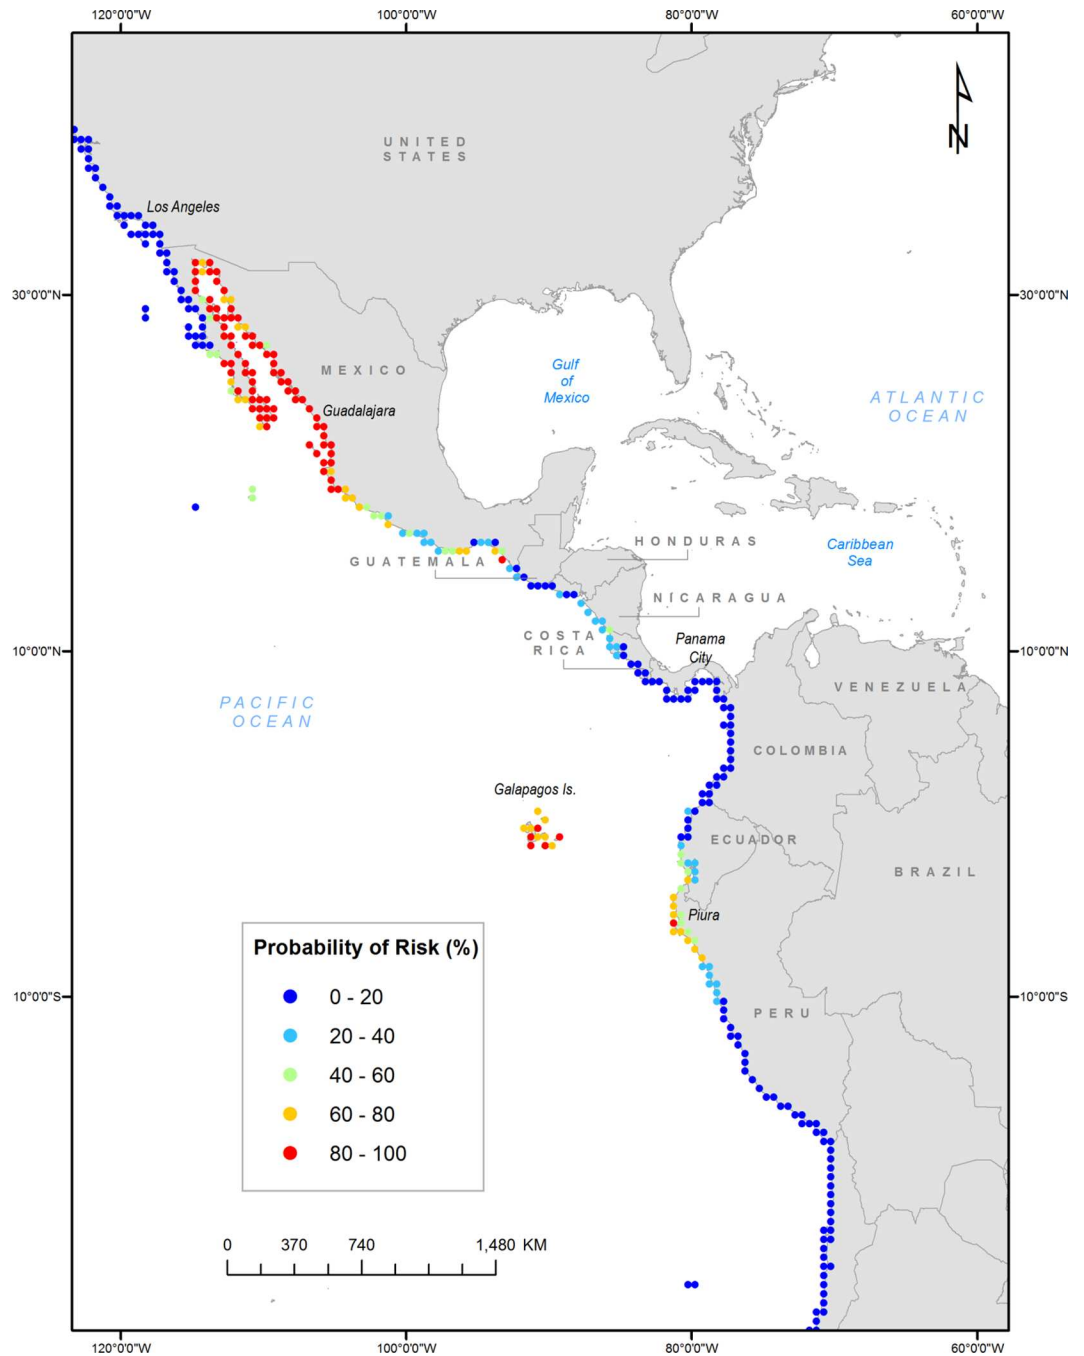 120°0'0"W 100°0'0"W 80°0'0"W 60°0'0"W
N
UNITED
STATES
Los Angeles
30°0'0"N 30°0'0"N
MEXICO
Gulf
of
Mexico
ATLANTIC
OCEAN
Guadalajara
HONDURAS
Caribbean
Sea
GUATEMALA
NICARAGUA
COSTA
RICA
Panama
City
10°0'0"N 10°0'0"N
VENEZUELA
PACIFIC
OCEAN
COLOMBIA
Galapagos Is.
ECUADOR
BRAZIL
Piura
Probability of Risk (%)
0 - 20
20 - 40
40 - 60
60 - 80
80 - 100
10°0'0"S 10°0'0"S
PERU
0 370 740 1,480 KM
120°0'0"W 100°0'0"W 80°0'0"W 60°0'0"W